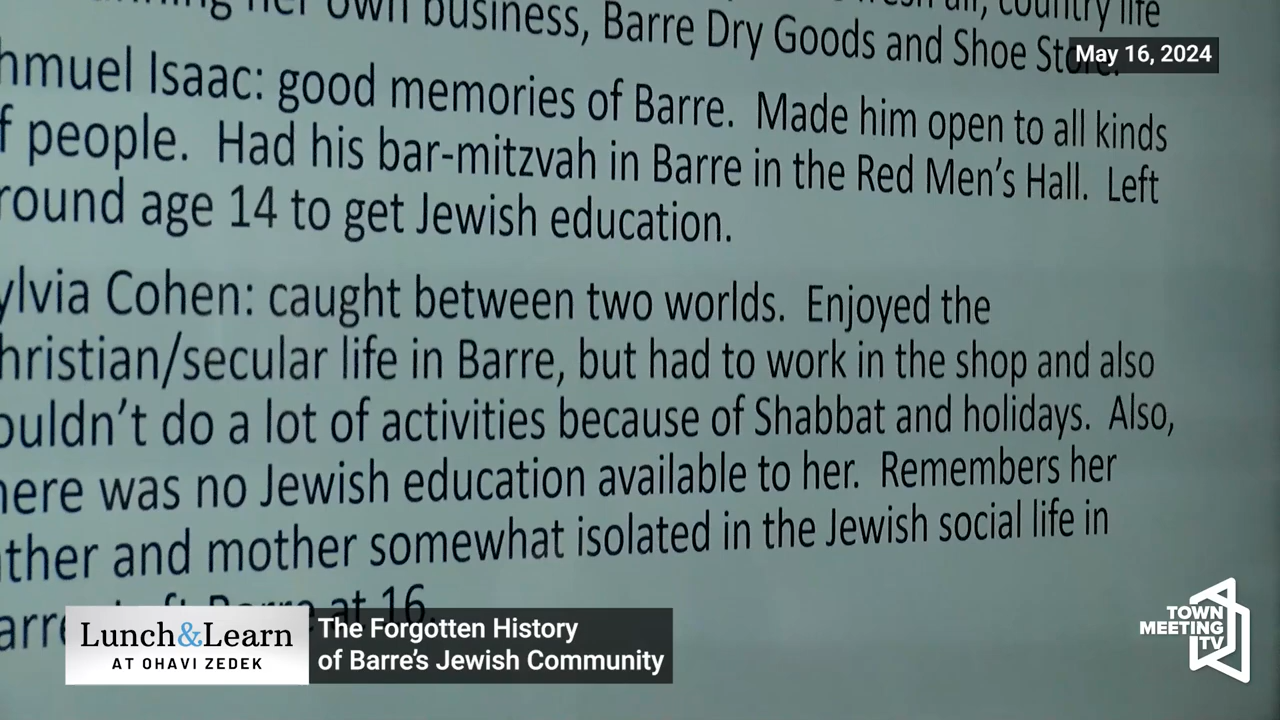 her own business, Barre Dry Goods and Shoe
country life
May 16, 2024
hmuel Isaac: good memories of Barre. Made him open to all kinds
f people. Had his bar-mitzvah in Barre in the Red Men's Hall. Left
round age 14 to get Jewish education.
ylvia Cohen: caught between two worlds. Enjoyed the
hristian/secular life in Barre, but had to work in the shop and also
ouldn't do a lot of activities because of Shabbat and holidays. Also,
here was no Jewish education available to her. Remembers her
ther and mother somewhat isolated in the Jewish social life in
arre at 16.
Lunch&Learn
AT OHAVI ZEDEK
The Forgotten History
of Barre's Jewish Community
TOWN
MEETING
TV